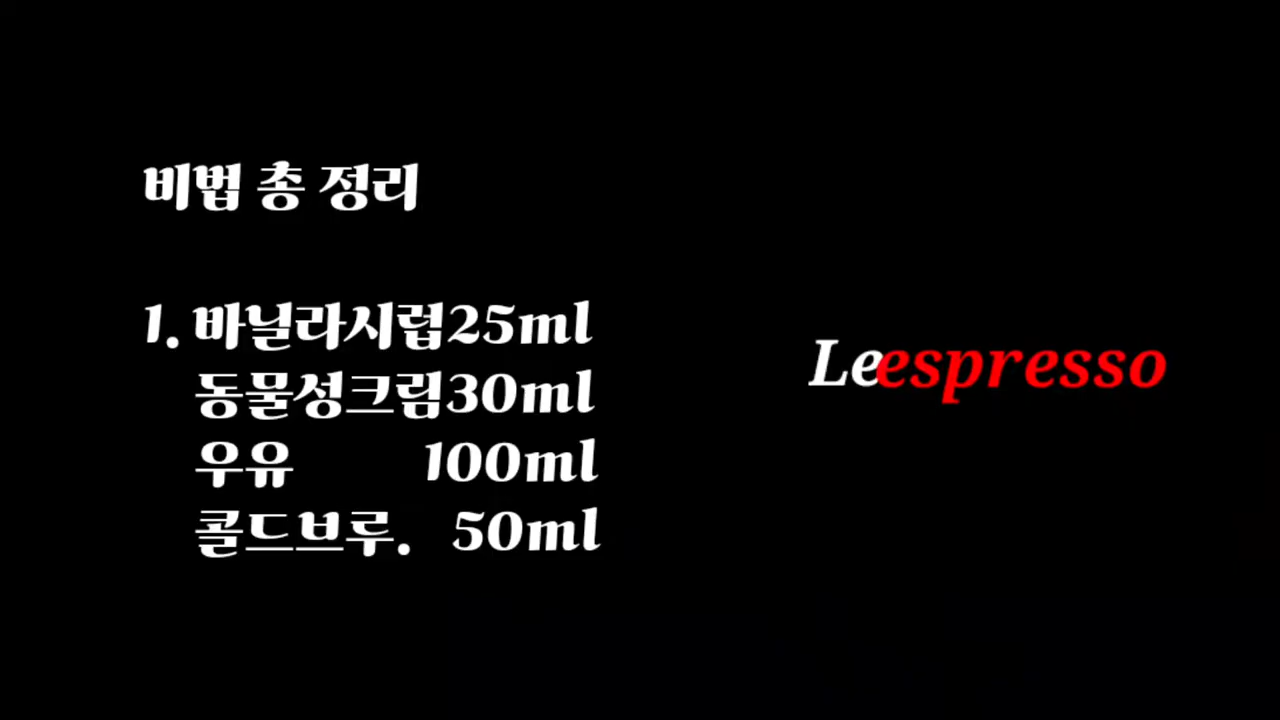 비법 총 정리
1. 바닐라시럽25ml
동물성크림30ml
우유 100ml
콜드브루. 50ml
Leespresso